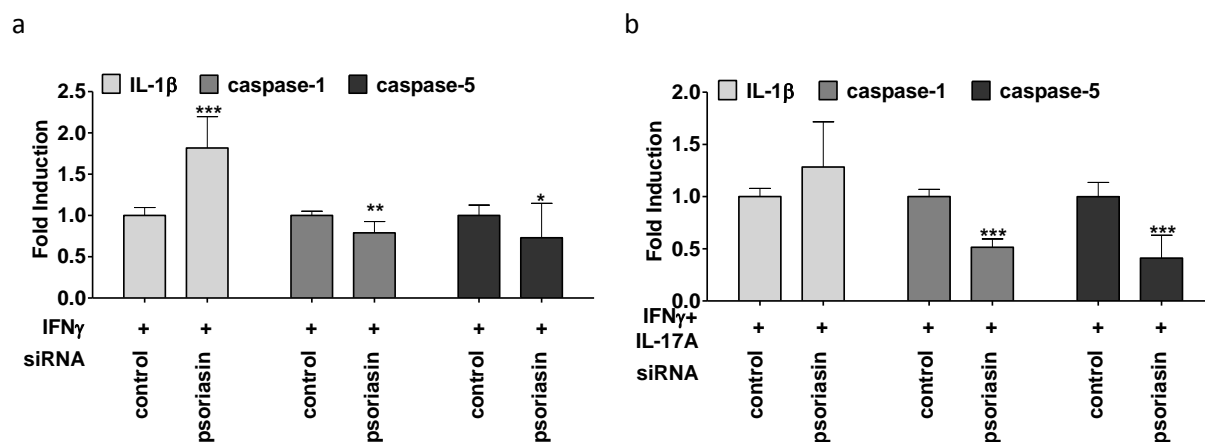 a
IL-1β caspase-1 caspase-5
2.5
2.0
1.5
1.0
0.5
0.0
Fold Induction
***
**
*
IFNγ + + + + + +
siRNA
control psoriasin control psoriasin control psoriasin
b
IL-1β caspase-1 caspase-5
2.0
1.5
1.0
0.5
0.0
Fold Induction
***
***
IFNγ+
IL-17A + + + + + +
siRNA
control psoriasin control psoriasin control psoriasin